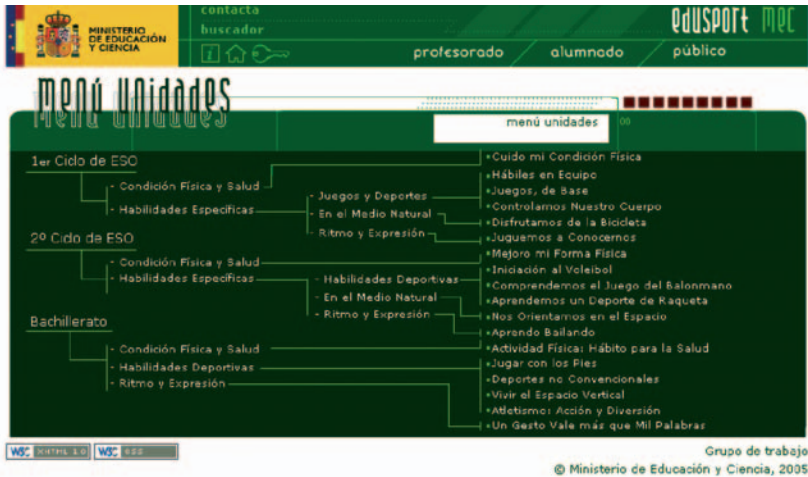 contacta
buscador
MINISTERIO
DE EDUCACIÓN
Y CIENCIA
edusport mec
profesorado
alumnado
público
menú unidades
menú unidades
00
1er Ciclo de ESO
- Condición Física y Salud
- Habilidades Específicas
- Juegos y Deportes
- En el Medio Natural
- Ritmo y Expresión
Cuido mi Condición Física
Hábiles en Equipo
Juegos, de Base
Controlamos Nuestro Cuerpo
Disfrutamos de la Bicicleta
Juguemos a Conocernos
2º Ciclo de ESO
- Condición Física y Salud
- Habilidades Específicas
- Habilidades Deportivas
- En el Medio Natural
- Ritmo y Expresión
Mejoro mi Forma Física
Iniciación al Voleibol
Comprendemos el Juego del Balonmano
Aprendemos un Deporte de Raqueta
Nos Orientamos en el Espacio
Aprendo Bailando
Bachillerato
- Condición Física y Salud
- Habilidades Deportivas
- Ritmo y Expresión
Actividad Física: Hábito para la Salud
Jugar con los Pies
Deportes no Convencionales
Vivir el Espacio Vertical
Atletismo: Acción y Diversión
Un Gesto Vale más que Mil Palabras
W3C XHTML 1.0
W3C CSS
Grupo de trabajo
© Ministerio de Educación y Ciencia, 2005